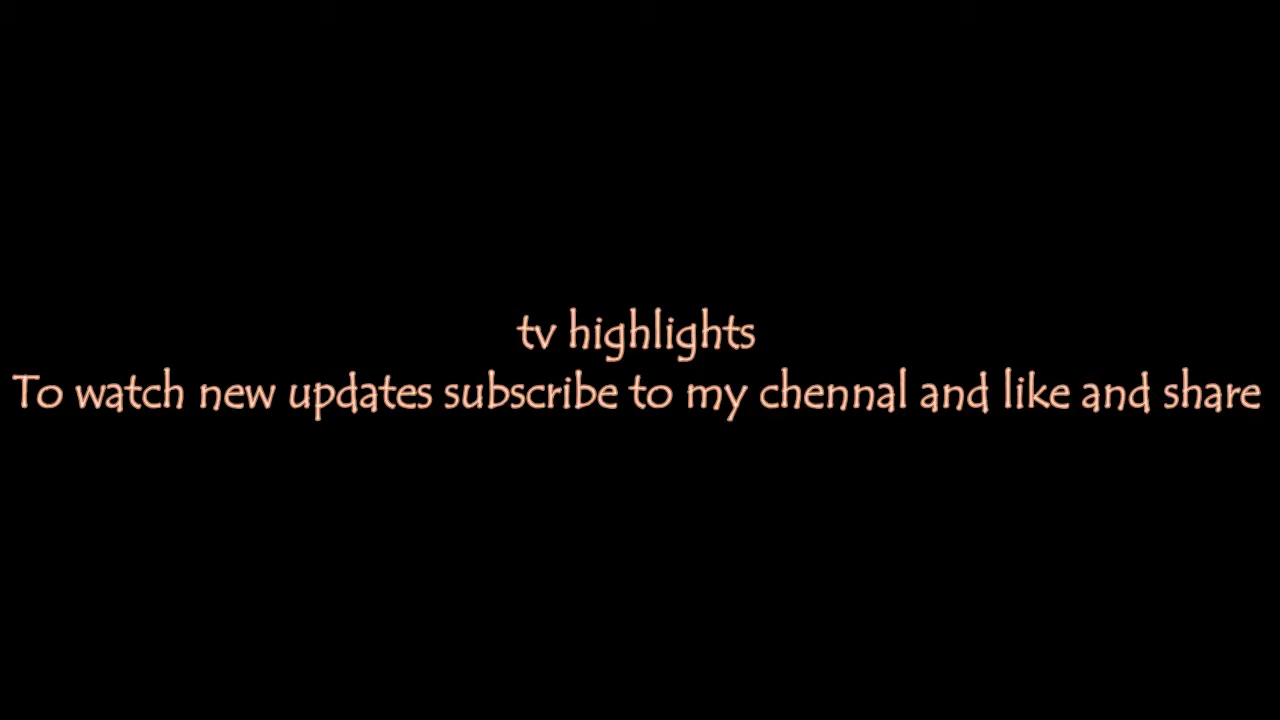 tv highlights
To watch new updates subscribe to my chennal and like and share